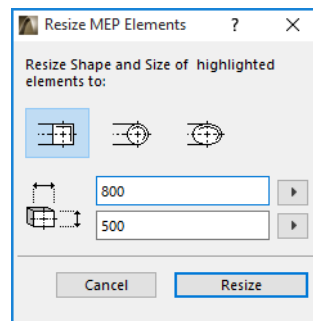 Resize MEP Elements ?
Resize Shape and Size of highlighted
elements to:
800
500
Cancel Resize